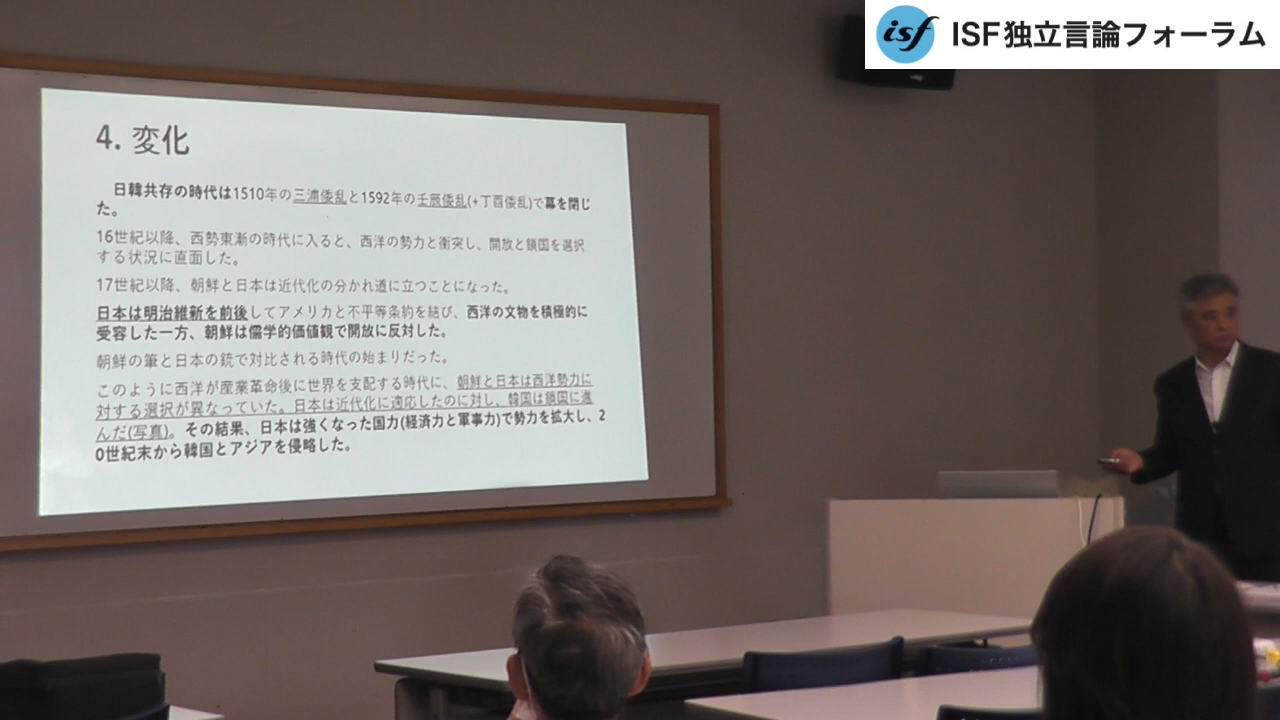 isf ISF独立言論フォーラム
4. 変化
日韓共存の時代は1510年の三浦倭乱と1592年の壬辰倭乱(+丁酉倭乱)で幕を閉じ
た。
16世紀以降、西勢東漸の時代に入ると、西洋の勢力と衝突し、開放と鎖国を選択
する状況に直面した。
17世紀以降、朝鮮と日本は近代化の分かれ道に立つことになった。
日本は明治維新を前後してアメリカと不平等条約を結び、西洋の文物を積極的に
受容した一方、朝鮮は儒学的価値観で開放に反対した。
朝鮮の筆と日本の銃で対比される時代の始まりだった。
このように西洋が産業革命後に世界を支配する時代に、朝鮮と日本は西洋勢力に
対する選択が異なっていた。日本は近代化に適応したのに対し、韓国は鎖国に進
んだ(写真)。その結果、日本は強くなった国力(経済力と軍事力)で勢力を拡大し、2
0世紀末から韓国とアジアを侵略した。